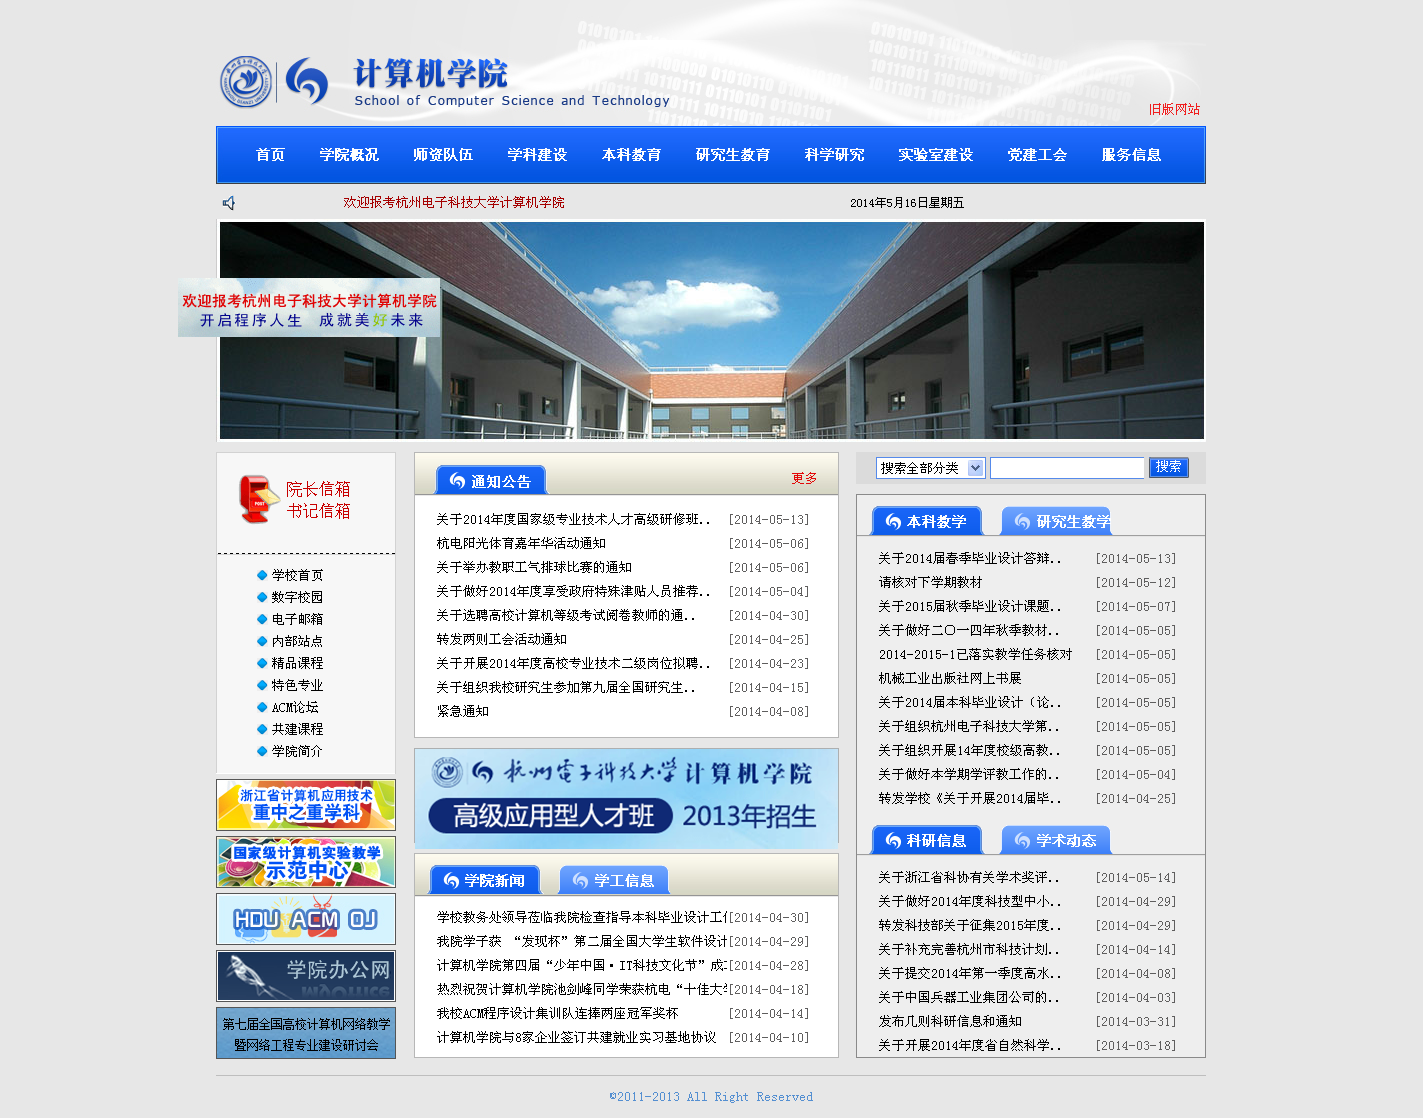 计算机学院
School of Computer Science and Technology
旧版网站
首页 学院概况 师资队伍 学科建设 本科教育 研究生教育 科学研究 实验室建设 党建工会 服务信息
欢迎报考杭州电子科技大学计算机学院
2014年5月16日星期五
欢迎报考杭州电子科技大学计算机学院
开启程序人生 成就美好未来
院长信箱
书记信箱
学校首页
数字校园
电子邮箱
内部站点
精品课程
特色专业
ACM论坛
共建课程
学院简介
浙江省计算机应用技术
重中之重学科
国家级计算机实验教学
示范中心
HDU ACM OJ
学院办公网
MyOffice
第七届全国高校计算机网络教学
暨网络工程专业建设研讨会
通知公告 更多
关于2014年度国家级专业技术人才高级研修班.. [2014-05-13]
杭电阳光体育嘉年华活动通知 [2014-05-06]
关于举办教职工气排球比赛的通知 [2014-05-06]
关于做好2014年度享受政府特殊津贴人员推荐.. [2014-05-04]
关于选聘高校计算机等级考试阅卷教师的通.. [2014-04-30]
转发两则工会活动通知 [2014-04-25]
关于开展2014年度高校专业技术二级岗位拟聘.. [2014-04-23]
关于组织我校研究生参加第九届全国研究生.. [2014-04-15]
紧急通知 [2014-04-08]
杭州电子科技大学 计算机学院
高级应用型人才班 2013年招生
学院新闻 学工信息
学校教务处领导莅临我院检查指导本科毕业设计工作 [2014-04-30]
我院学子获 “发现杯”第二届全国大学生软件设计 [2014-04-29]
计算机学院第四届“少年中国·IT科技文化节”成 [2014-04-28]
热烈祝贺计算机学院池剑峰同学荣获杭电“十佳大学 [2014-04-18]
我校ACM程序设计集训队连捧两座冠军奖杯 [2014-04-14]
计算机学院与8家企业签订共建就业实习基地协议 [2014-04-10]
搜索全部分类 搜索
本科教学 研究生教学
关于2014届春季毕业设计答辩.. [2014-05-13]
请核对下学期教材 [2014-05-12]
关于2015届秋季毕业设计课题.. [2014-05-07]
关于做好二〇一四年秋季教材.. [2014-05-05]
2014-2015-1已落实教学任务核对 [2014-05-05]
机械工业出版社网上书展 [2014-05-05]
关于2014届本科毕业设计（论.. [2014-05-05]
关于组织杭州电子科技大学第.. [2014-05-05]
关于组织开展14年度校级高教.. [2014-05-05]
关于做好本学期学评教工作的.. [2014-05-04]
转发学校《关于开展2014届毕.. [2014-04-25]
科研信息 学术动态
关于浙江省科协有关学术奖评.. [2014-05-14]
关于做好2014年度科技型中小.. [2014-04-29]
转发科技部关于征集2015年度.. [2014-04-29]
关于补充完善杭州市科技计划.. [2014-04-14]
关于提交2014年第一季度高水.. [2014-04-08]
关于中国兵器工业集团公司的.. [2014-04-03]
发布几则科研信息和通知 [2014-03-31]
关于开展2014年度省自然科学.. [2014-03-18]
©2011-2013 All Right Reserved